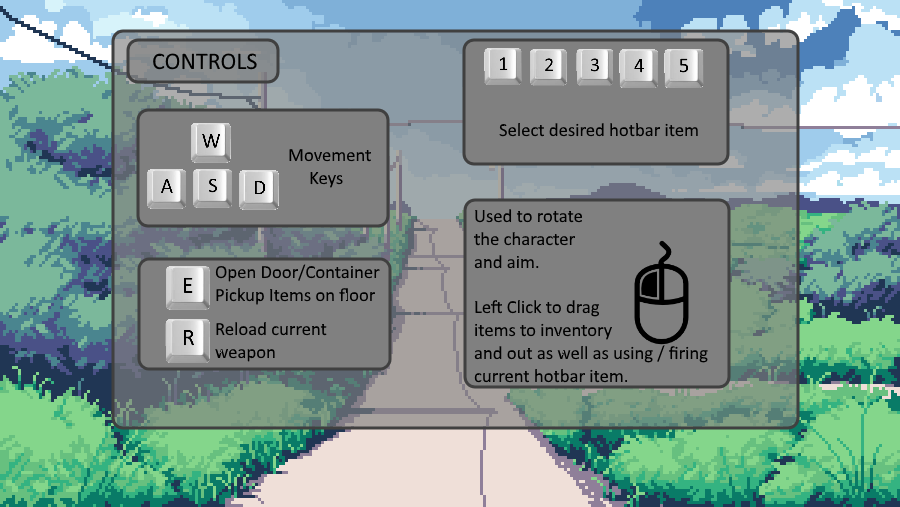 CONTROLS
W
A S D
Movement
Keys
E
Open Door/Container
Pickup Items on floor
R
Reload current
weapon
1 2 3 4 5
Select desired hotbar item
Used to rotate
the character
and aim.
Left Click to drag
items to inventory
and out as well as using / firing
current hotbar item.